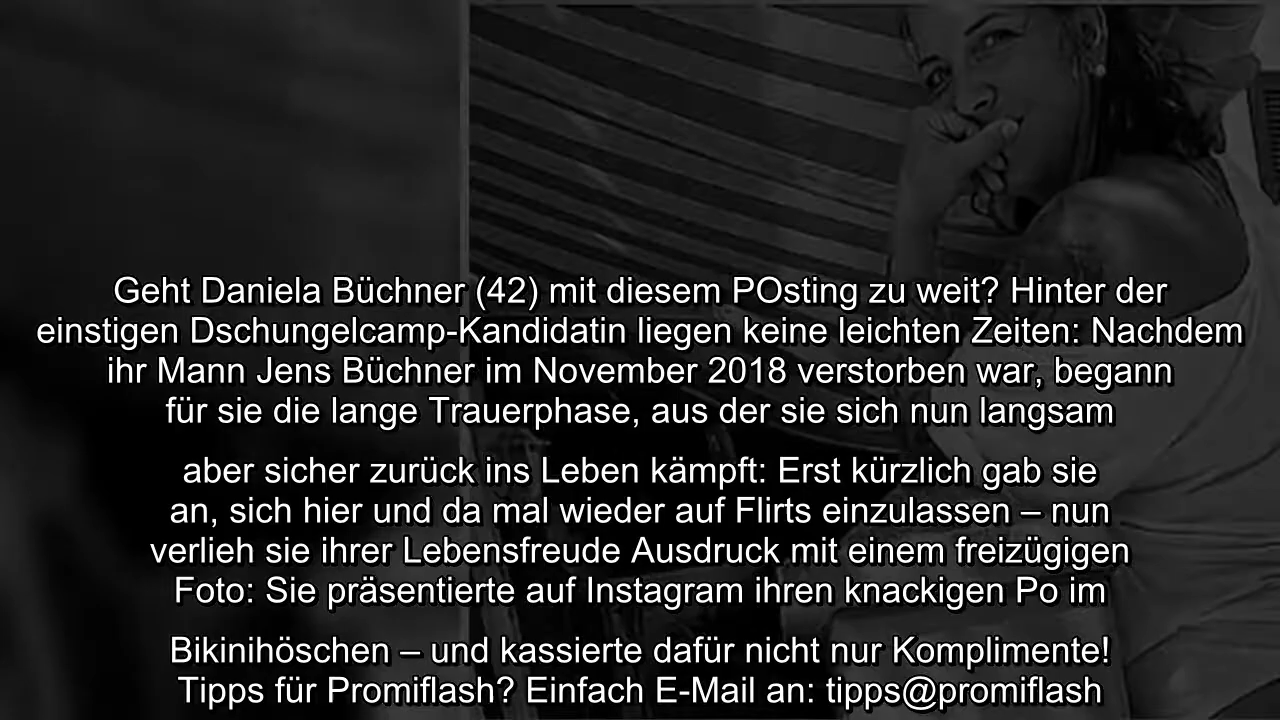 Geht Daniela Büchner (42) mit diesem POsting zu weit? Hinter der
einstigen Dschungelcamp-Kandidatin liegen keine leichten Zeiten: Nachdem
ihr Mann Jens Büchner im November 2018 verstorben war, begann
für sie die lange Trauerphase, aus der sie sich nun langsam
aber sicher zurück ins Leben kämpft: Erst kürzlich gab sie
an, sich hier und da mal wieder auf Flirts einzulassen – nun
verlieh sie ihrer Lebensfreude Ausdruck mit einem freizügigen
Foto: Sie präsentierte auf Instagram ihren knackigen Po im
Bikinihöschen – und kassierte dafür nicht nur Komplimente!
Tipps für Promiflash? Einfach E-Mail an: tipps@promiflash